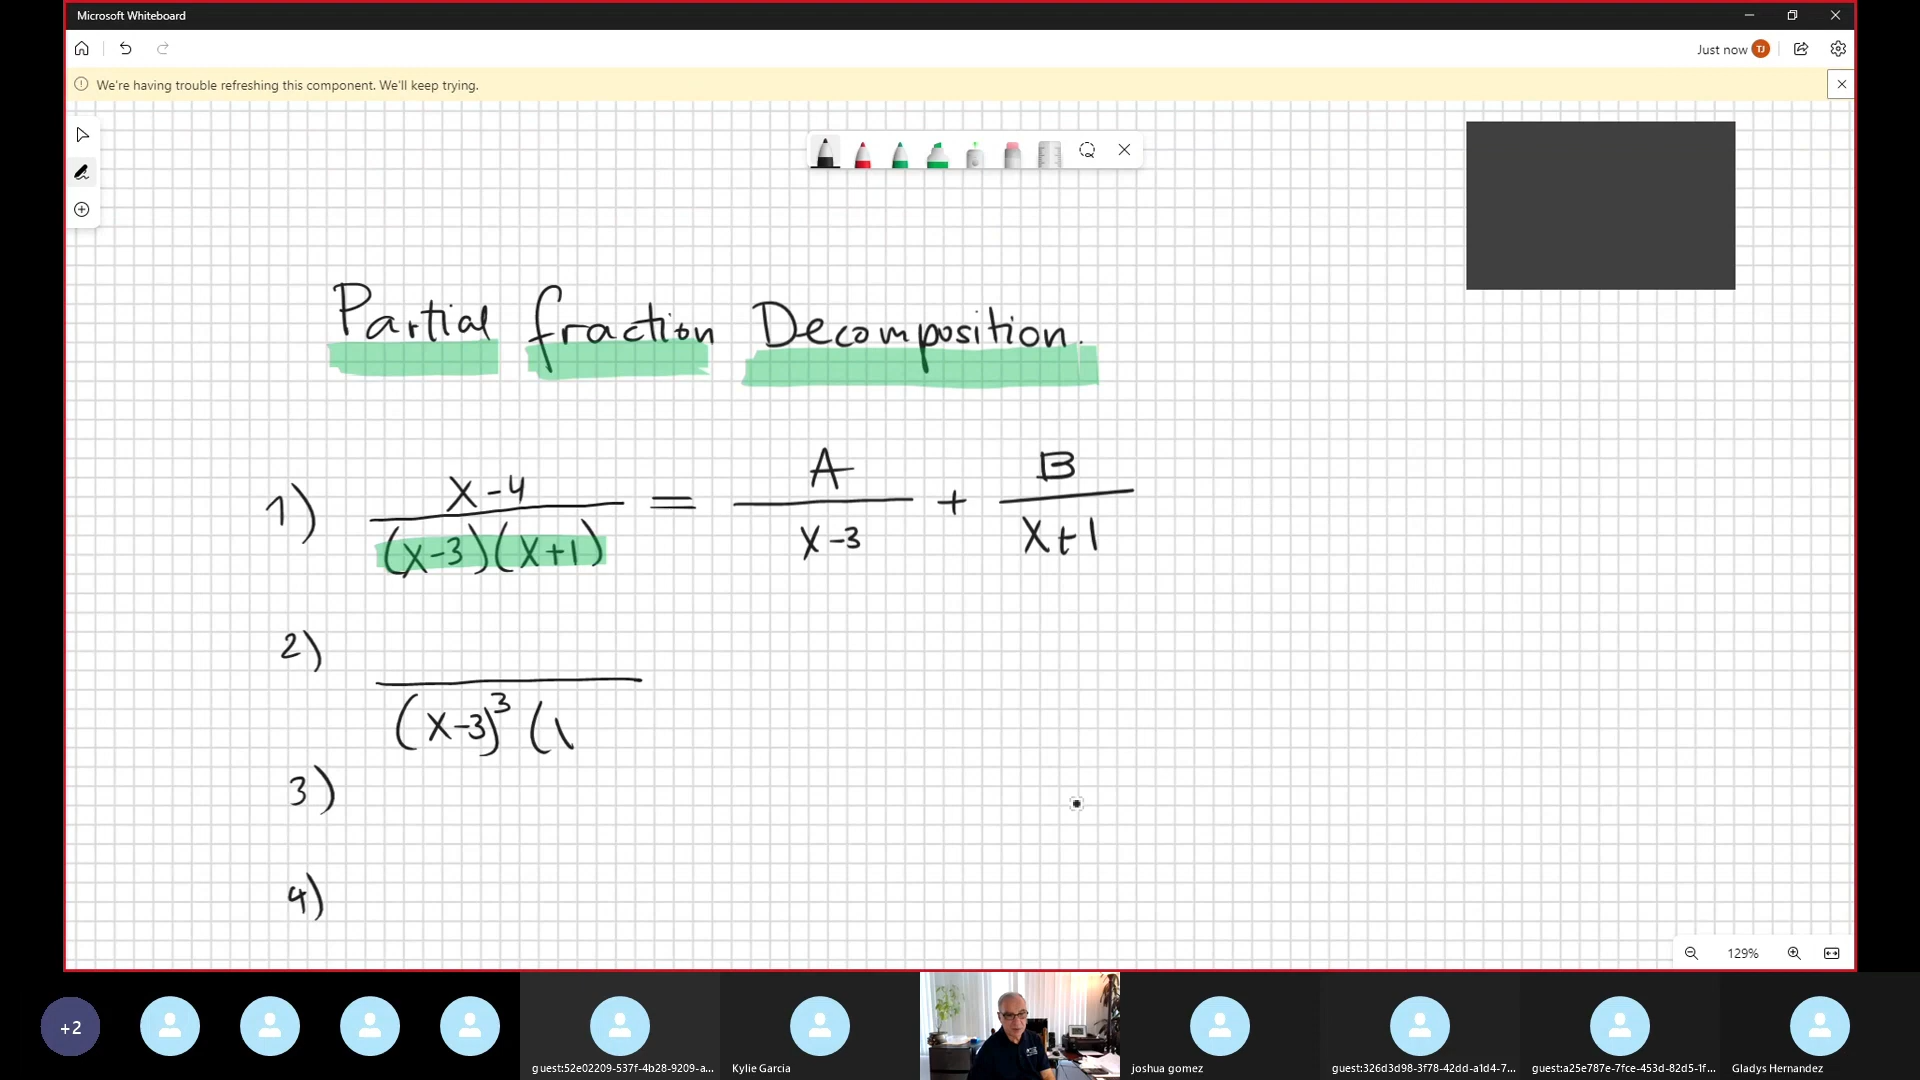 Microsoft Whiteboard
Just now TJ
We're having trouble refreshing this component. We'll keep trying.
Partial fraction Decomposition.
1) x-4 / (x-3)(x+1) = A / x-3 + B / x+1
2) (x-3)^3 (
3)
4)
129%
+2
guest:52e02209-537f-4b28-9209-a...
Kylie Garcia
joshua gomez
guest:326d3d98-3f78-42dd-a1d4-7...
guest:a25e787e-7fce-453d-82d5-1f...
Gladys Hernandez